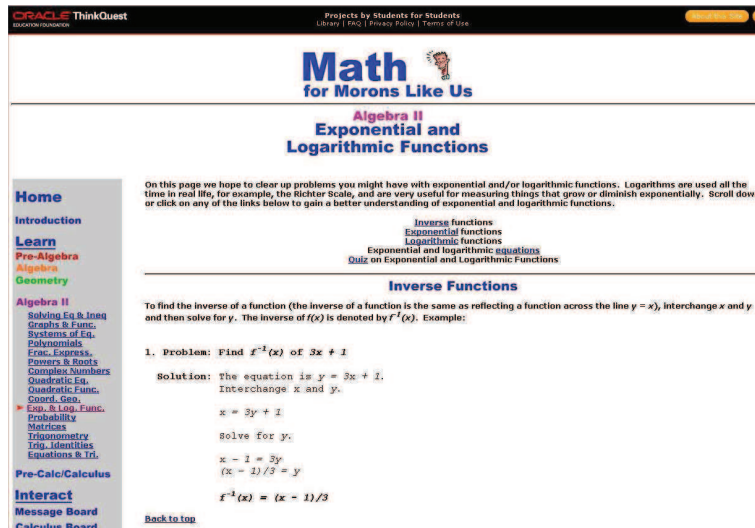 ORACLE ThinkQuest
EDUCATION FOUNDATION
Projects by Students for Students
Library | FAQ | Privacy Policy | Terms of Use
About this Site
Math
for Morons Like Us
Algebra II
Exponential and
Logarithmic Functions
Home
Introduction
Learn
Pre-Algebra
Algebra
Geometry
Algebra II
Solving Eq & Ineq
Graphs & Func.
Systems of Eq.
Polynomials
Frac. Express.
Powers & Roots
Complex Numbers
Quadratic Eq.
Quadratic Func.
Coord. Geo.
Exp. & Log. Func.
Probability
Matrices
Trigonometry
Trig. Identities
Equations & Tri.
Pre-Calc/Calculus
Interact
Message Board
Calculus Board
On this page we hope to clear up problems you might have with exponential and/or logarithmic functions. Logarithms are used all the
time in real life, for example, the Richter Scale, and are very useful for measuring things that grow or diminish exponentially. Scroll dow
or click on any of the links below to gain a better understanding of exponential and logarithmic functions.
Inverse functions
Exponential functions
Logarithmic functions
Exponential and logarithmic equations
Quiz on Exponential and Logarithmic Functions
Inverse Functions
To find the inverse of a function (the inverse of a function is the same as reflecting a function across the line y = x), interchange x and y
and then solve for y. The inverse of f(x) is denoted by f⁻¹(x). Example:
1. Problem: Find f⁻¹(x) of 3x + 1
Solution: The equation is y = 3x + 1.
Interchange x and y.
x = 3y + 1
Solve for y.
x - 1 = 3y
(x - 1)/3 = y
f⁻¹(x) = (x - 1)/3
Back to top